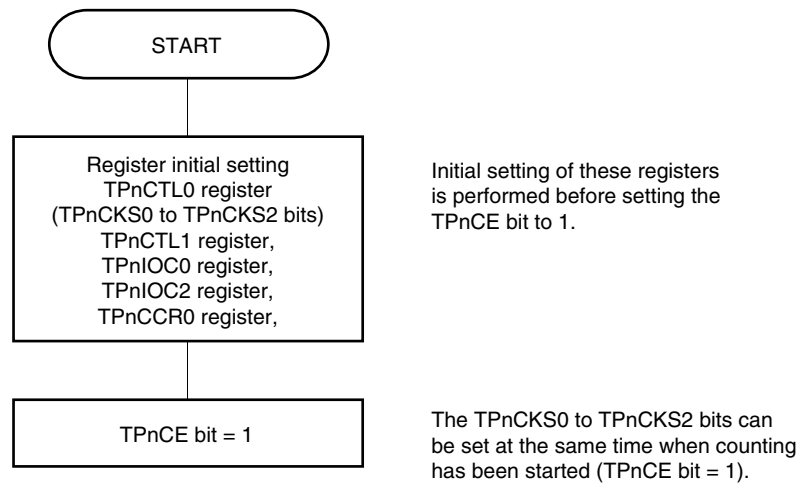 START
Register initial setting
TPnCTL0 register
(TPnCKS0 to TPnCKS2 bits)
TPnCTL1 register,
TPnIOC0 register,
TPnIOC2 register,
TPnCCR0 register,
Initial setting of these registers
is performed before setting the
TPnCE bit to 1.
TPnCE bit = 1
The TPnCKS0 to TPnCKS2 bits can
be set at the same time when counting
has been started (TPnCE bit = 1).